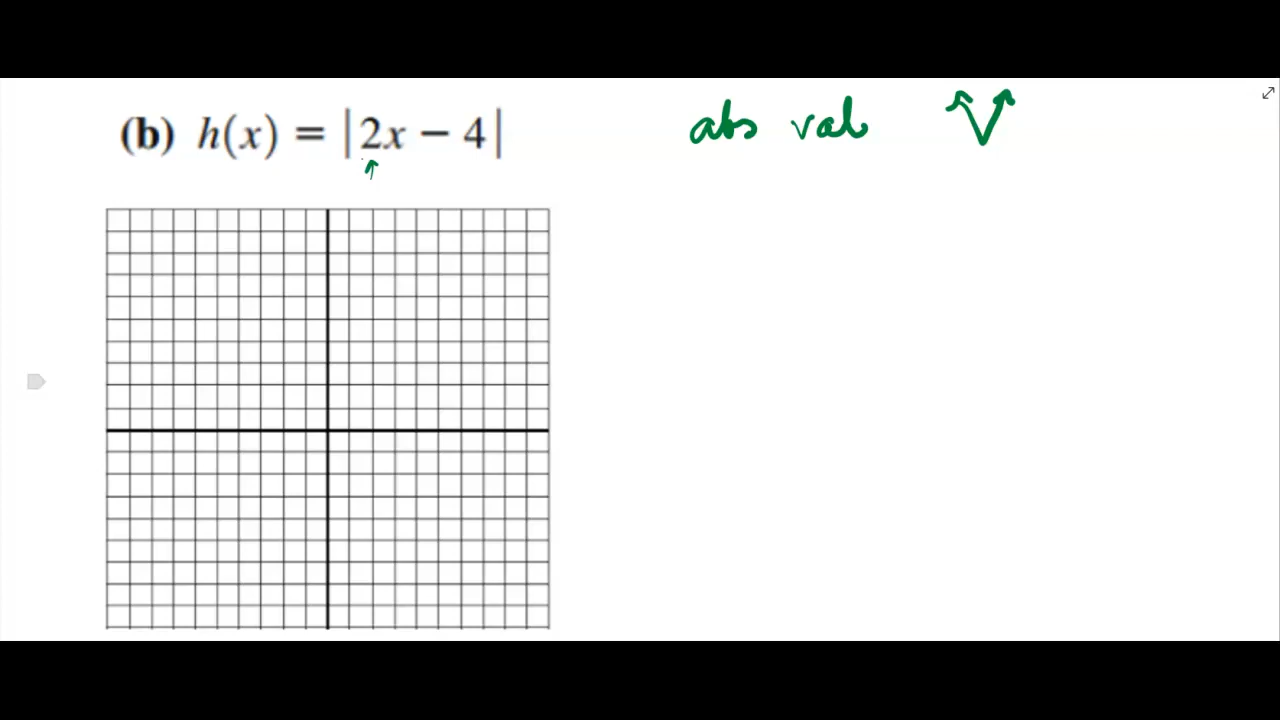 (b) h(x) = |2x − 4|
abs val